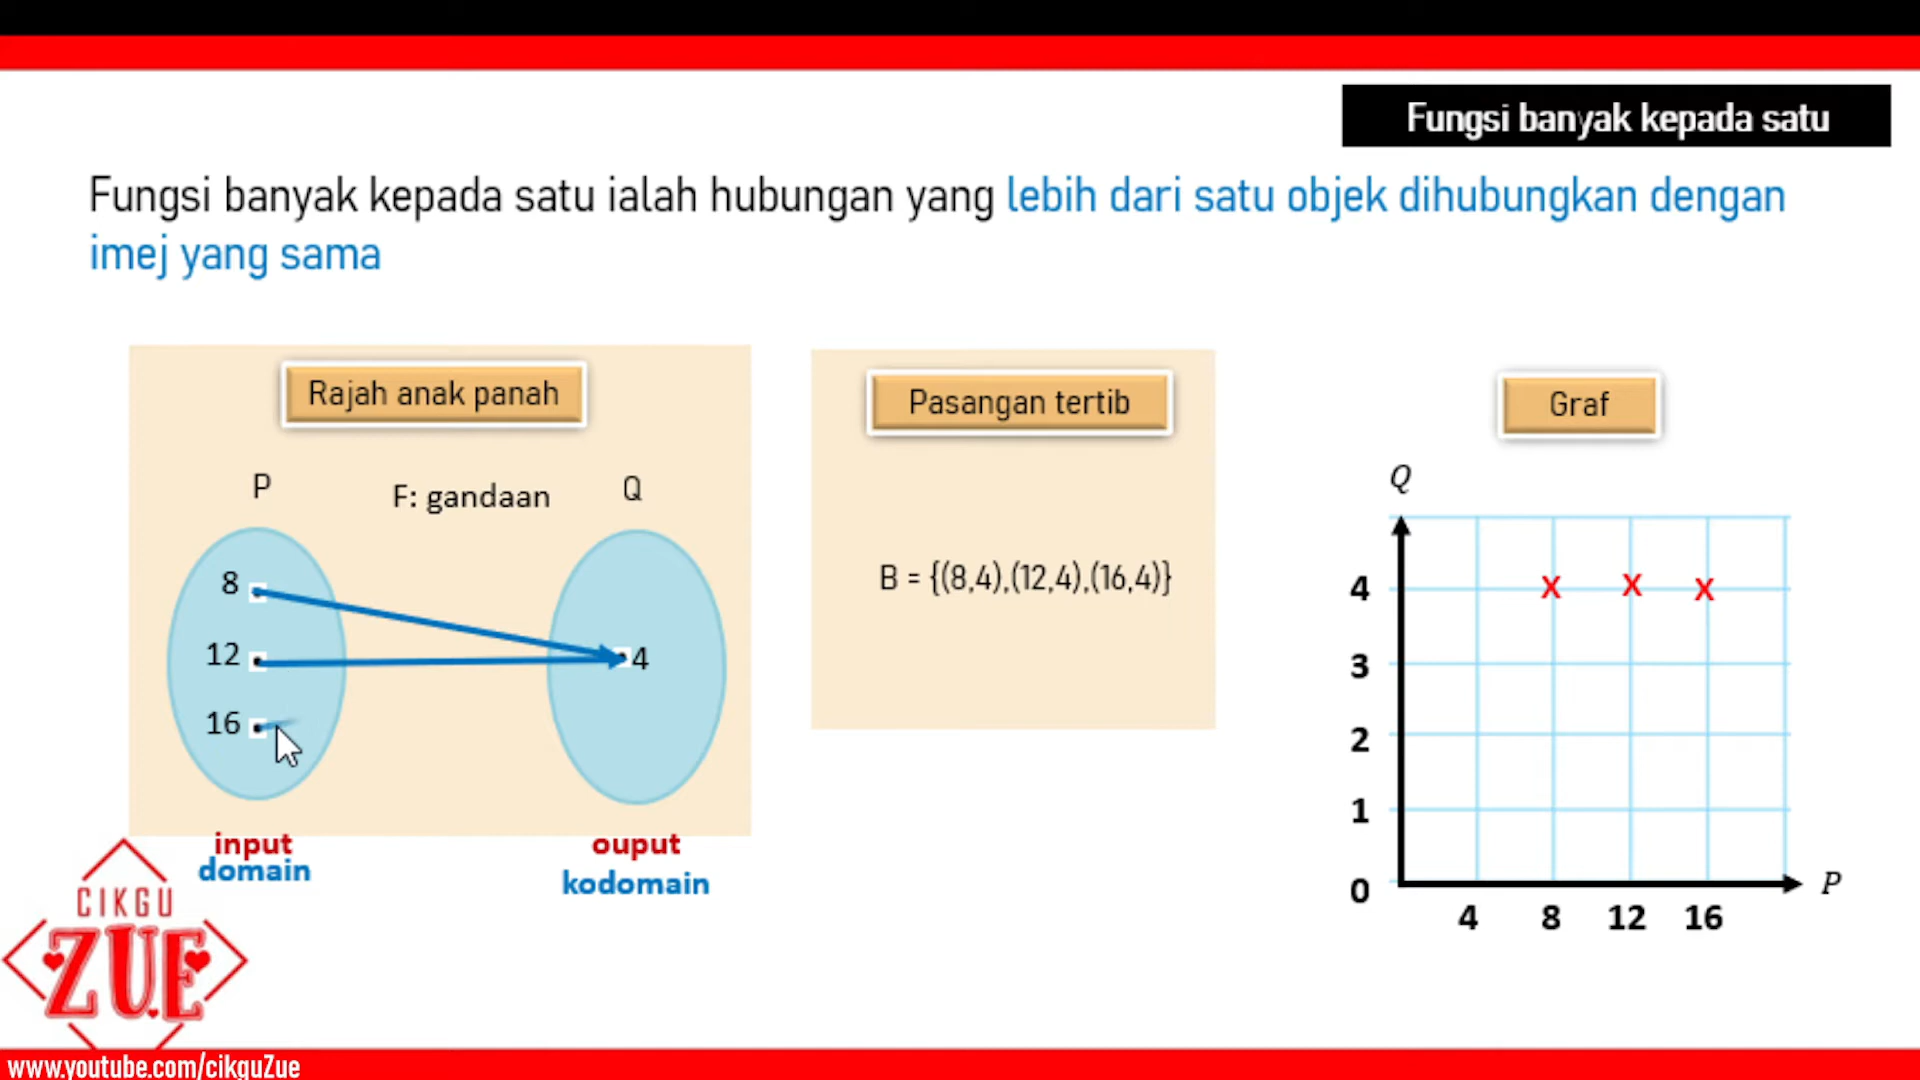 Fungsi banyak kepada satu
Fungsi banyak kepada satu ialah hubungan yang lebih dari satu objek dihubungkan dengan
imej yang sama
Rajah anak panah
P
F: gandaan
Q
8
12
16
4
input
domain
ouput
kodomain
Pasangan tertib
B = {(8,4),(12,4),(16,4)}
Graf
Q
4
3
2
1
0
x x x
P
4 8 12 16
CIKGU
ZUE
www.youtube.com/cikguZue